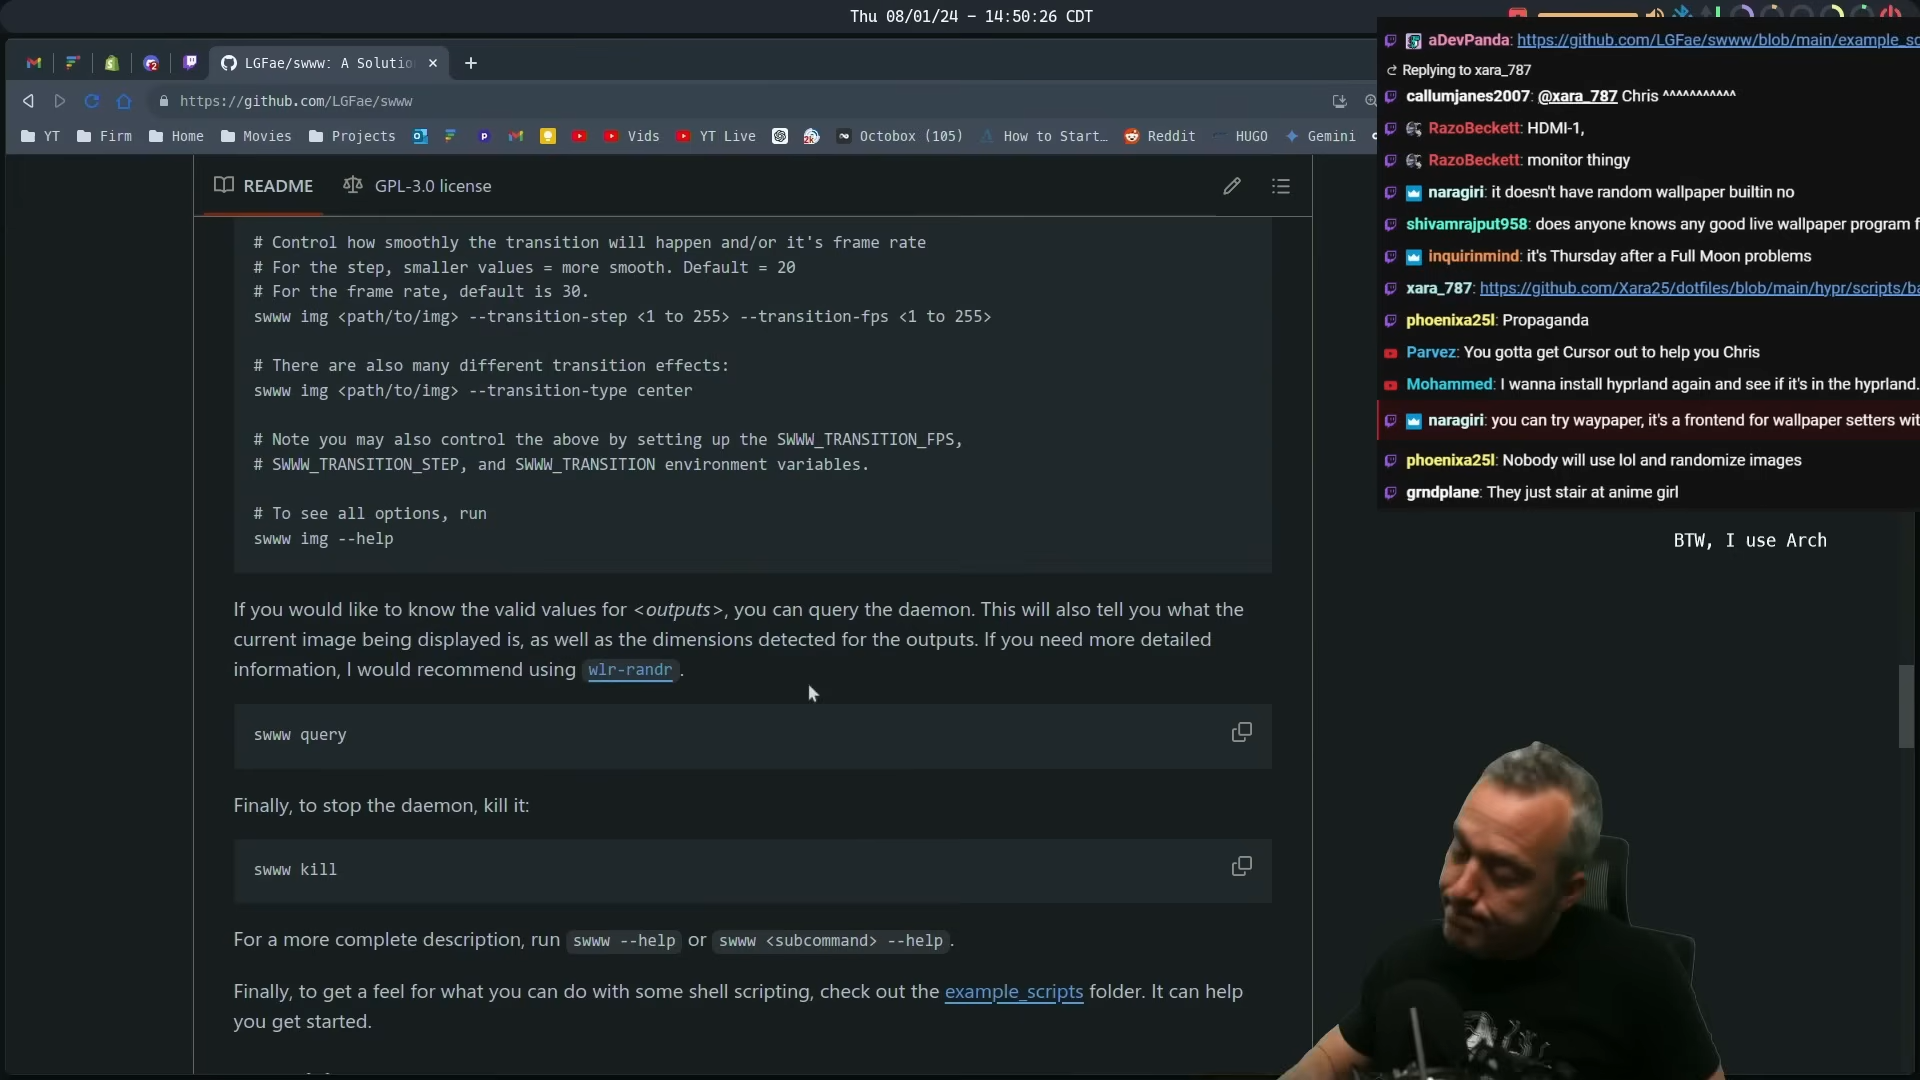 Thu 08/01/24 – 14:50:26 CDT
LGFae/swww: A Solutio
https://github.com/LGFae/swww
YT
Firm
Home
Movies
Projects
Vids
YT Live
Octobox (105)
How to Start…
Reddit
HUGO
Gemini
README
GPL-3.0 license
# Control how smoothly the transition will happen and/or it's frame rate
# For the step, smaller values = more smooth. Default = 20
# For the frame rate, default is 30.
swww img <path/to/img> --transition-step <1 to 255> --transition-fps <1 to 255>
# There are also many different transition effects:
swww img <path/to/img> --transition-type center
# Note you may also control the above by setting up the SWWW_TRANSITION_FPS,
# SWWW_TRANSITION_STEP, and SWWW_TRANSITION environment variables.
# To see all options, run
swww img --help
If you would like to know the valid values for <outputs>, you can query the daemon. This will also tell you what the
current image being displayed is, as well as the dimensions detected for the outputs. If you need more detailed
information, I would recommend using wlr-randr.
swww query
Finally, to stop the daemon, kill it:
swww kill
For a more complete description, run swww --help or swww <subcommand> --help.
Finally, to get a feel for what you can do with some shell scripting, check out the example_scripts folder. It can help
you get started.
aDevPanda: https://github.com/LGFae/swww/blob/main/example_sc
Replying to xara_787
callumjanes2007: @xara_787 Chris ^^^^^^^^^^^
RazoBeckett: HDMI-1,
RazoBeckett: monitor thingy
naragiri: it doesn't have random wallpaper builtin no
shivamrajput958: does anyone knows any good live wallpaper program f
inquirinmind: it's Thursday after a Full Moon problems
xara_787: https://github.com/Xara25/dotfiles/blob/main/hypr/scripts/ba
phoenixa25l: Propaganda
Parvez: You gotta get Cursor out to help you Chris
Mohammed: I wanna install hyprland again and see if it's in the hyprland.
naragiri: you can try waypaper, it's a frontend for wallpaper setters wit
phoenixa25l: Nobody will use lol and randomize images
grndplane: They just stair at anime girl
BTW, I use Arch